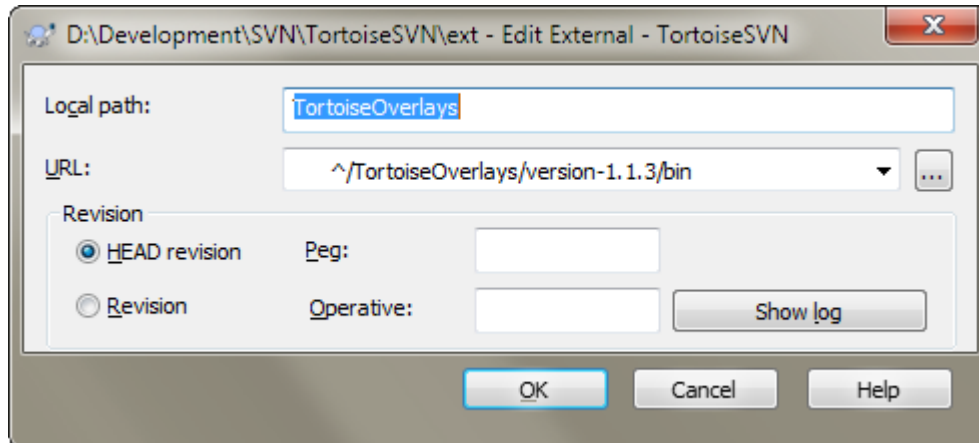 D:\Development\SVN\TortoiseSVN\ext - Edit External - TortoiseSVN
Local path: TortoiseOverlays
URL: ^/TortoiseOverlays/version-1.1.3/bin ...
Revision
HEAD revision Peg:
Revision Operative: Show log
OK Cancel Help